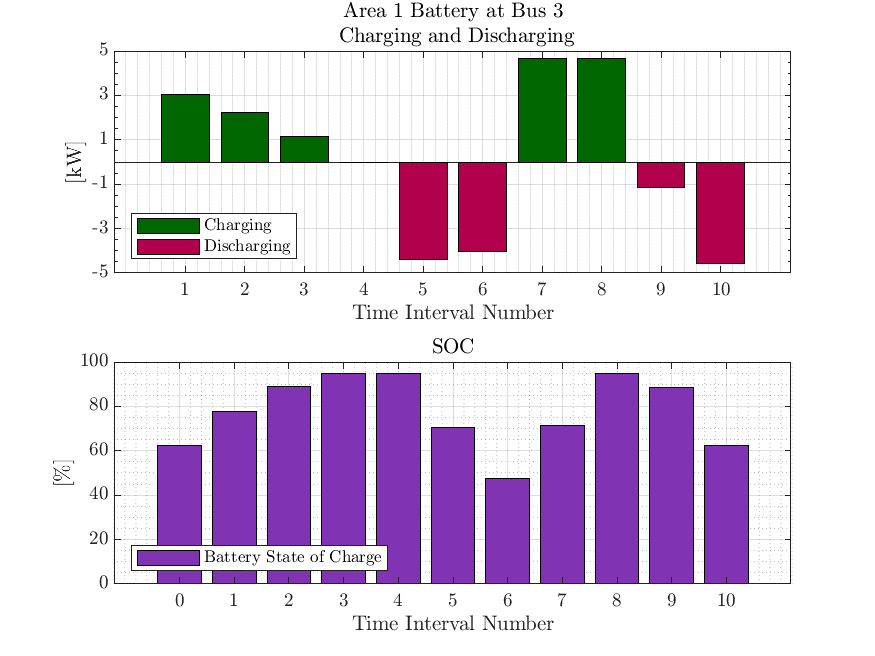 Area 1 Battery at Bus 3
Charging and Discharging
5
3
1
-1
-3
-5
[kW]
Charging
Discharging
1 2 3 4 5 6 7 8 9 10
Time Interval Number
SOC
100
80
60
40
20
0
[%]
Battery State of Charge
0 1 2 3 4 5 6 7 8 9 10
Time Interval Number